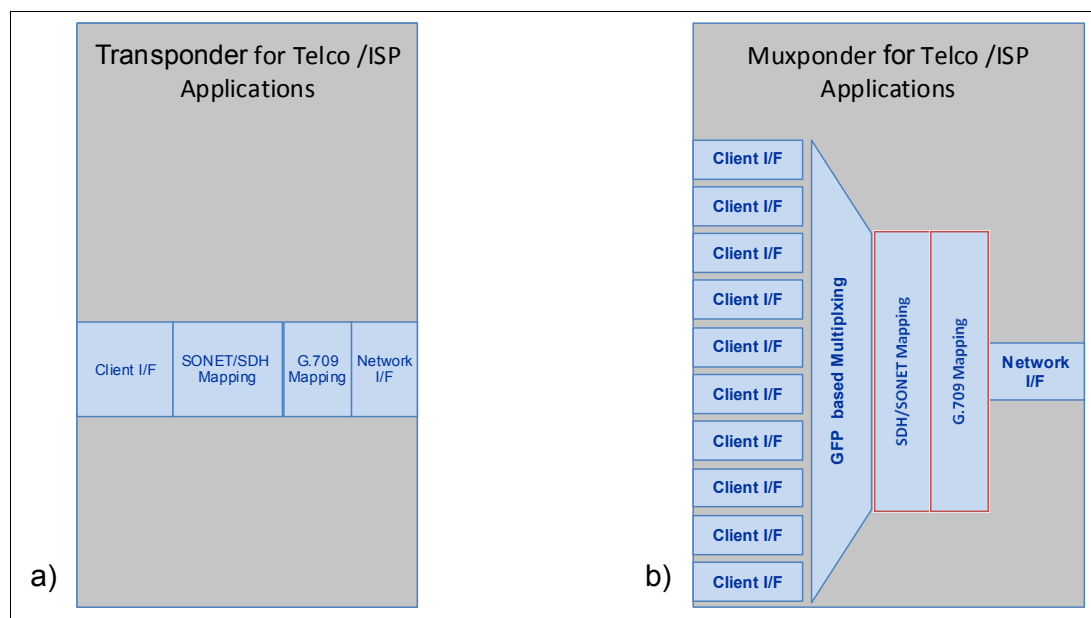 Transponder for Telco /ISP
Applications
Client I/F
SONET/SDH
Mapping
G.709
Mapping
Network
I/F
a)
Muxponder for Telco /ISP
Applications
Client I/F
Client I/F
Client I/F
Client I/F
Client I/F
Client I/F
Client I/F
Client I/F
Client I/F
Client I/F
GFP based Multiplxing
SDH/SONET Mapping
G.709 Mapping
Network
I/F
b)